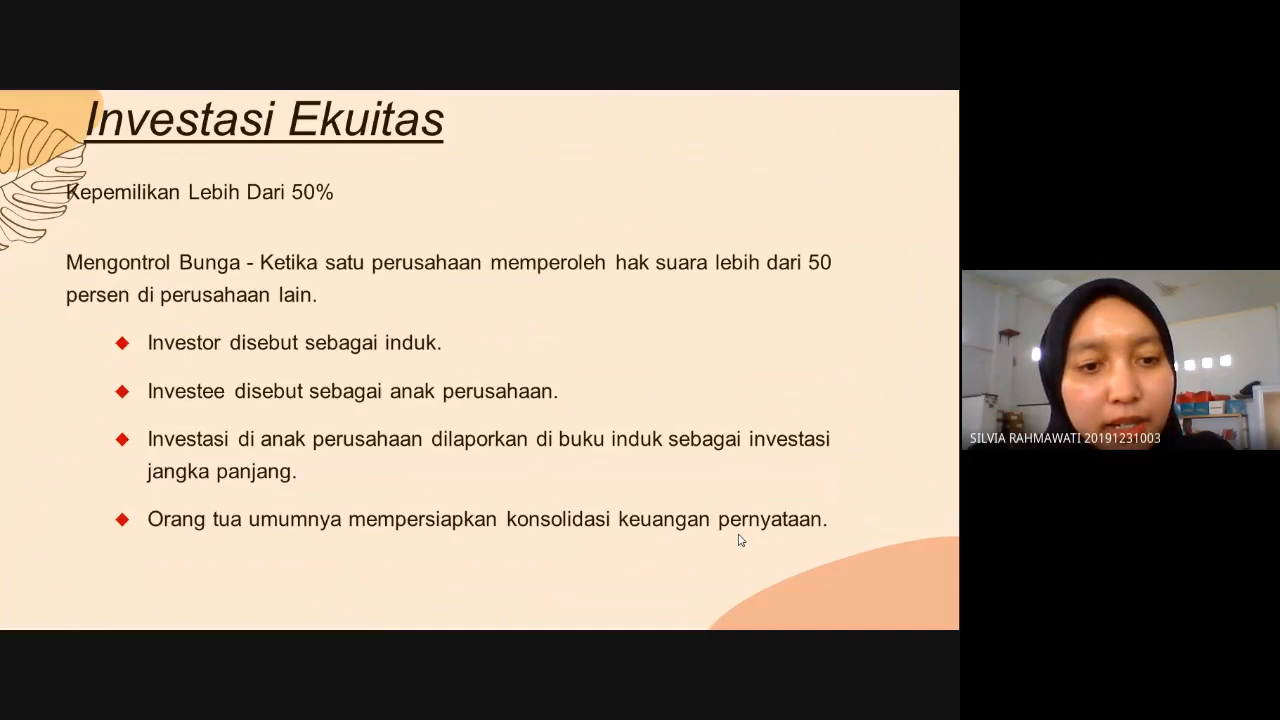 Investasi Ekuitas
Kepemilikan Lebih Dari 50%
Mengontrol Bunga - Ketika satu perusahaan memperoleh hak suara lebih dari 50
persen di perusahaan lain.
Investor disebut sebagai induk.
Investee disebut sebagai anak perusahaan.
Investasi di anak perusahaan dilaporkan di buku induk sebagai investasi
jangka panjang.
Orang tua umumnya mempersiapkan konsolidasi keuangan pernyataan.
SILVIA RAHMAWATI 20191231003